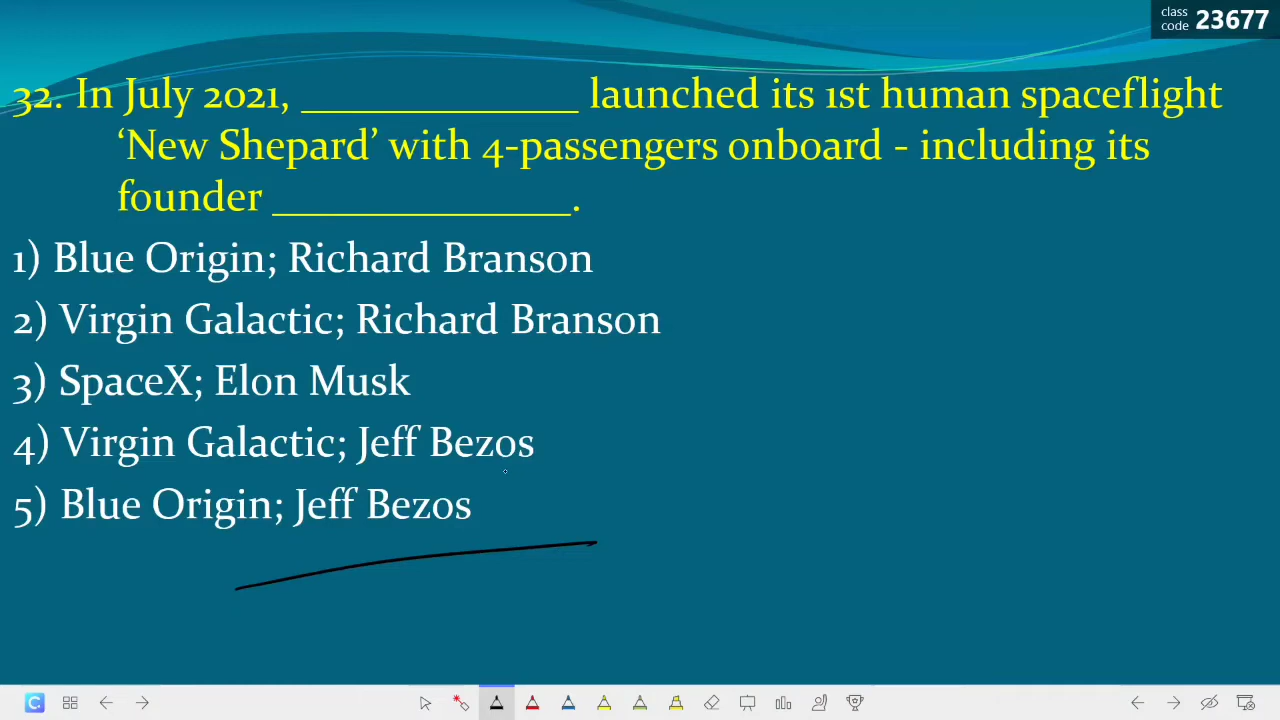 class
code 23677
32. In July 2021, _____________ launched its 1st human spaceflight
‘New Shepard’ with 4-passengers onboard - including its
founder ______________.
1) Blue Origin; Richard Branson
2) Virgin Galactic; Richard Branson
3) SpaceX; Elon Musk
4) Virgin Galactic; Jeff Bezos
5) Blue Origin; Jeff Bezos